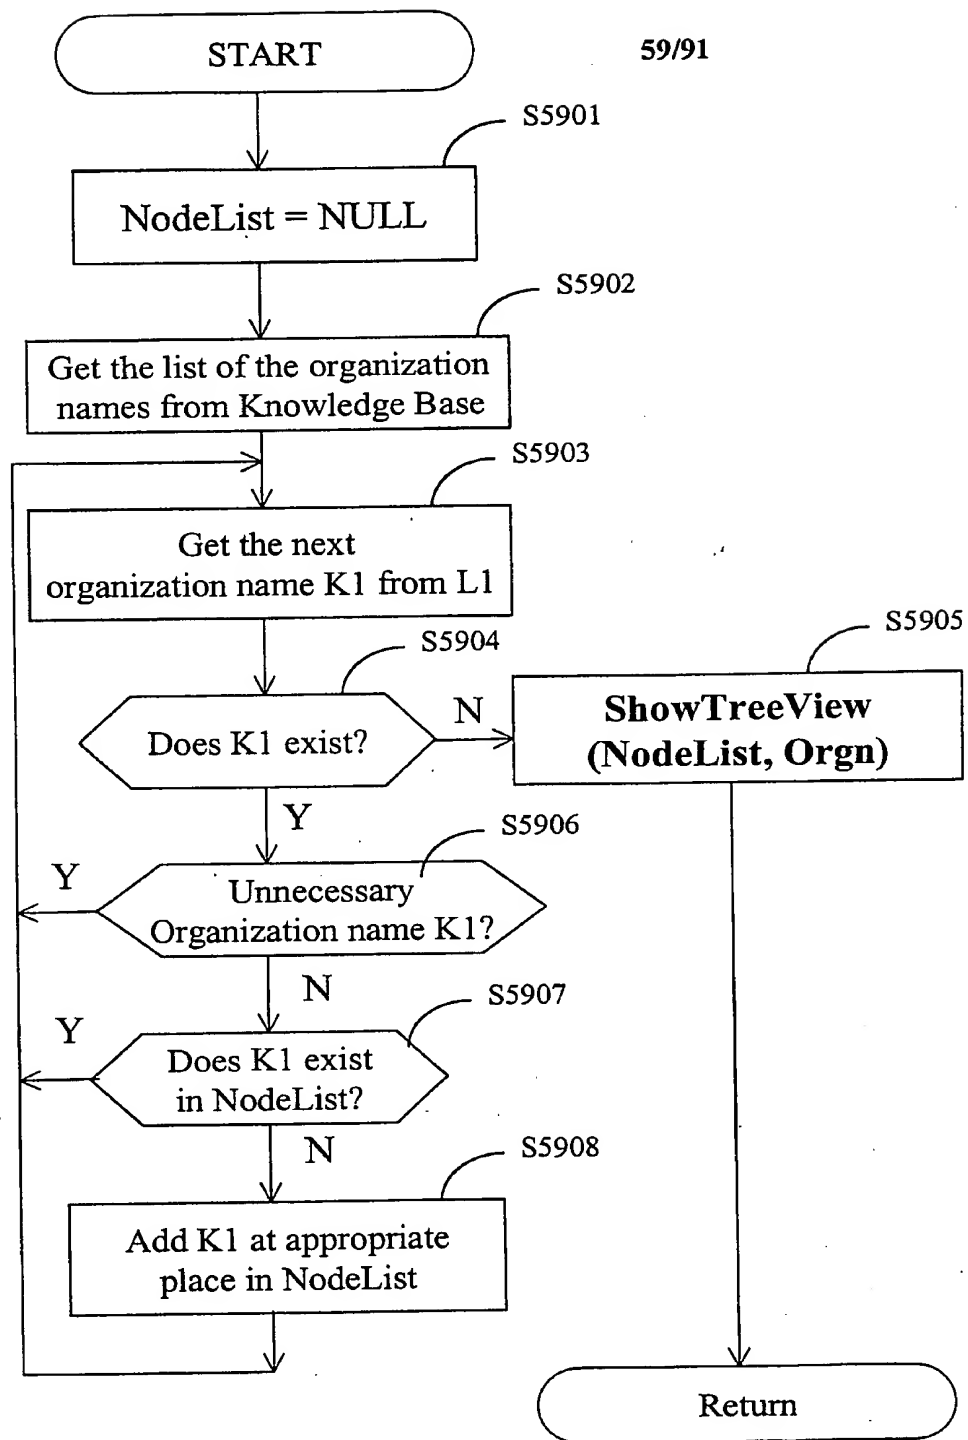 START
59/91
S5901
NodeList = NULL
S5902
Get the list of the organization
names from Knowledge Base
S5903
Get the next
organization name K1 from L1
S5904
Does K1 exist?
N
S5905
ShowTreeView
(NodeList, Orgn)
Y
S5906
Y
Unnecessary
Organization name K1?
N
S5907
Y
Does K1 exist
in NodeList?
N
S5908
Add K1 at appropriate
place in NodeList
Return